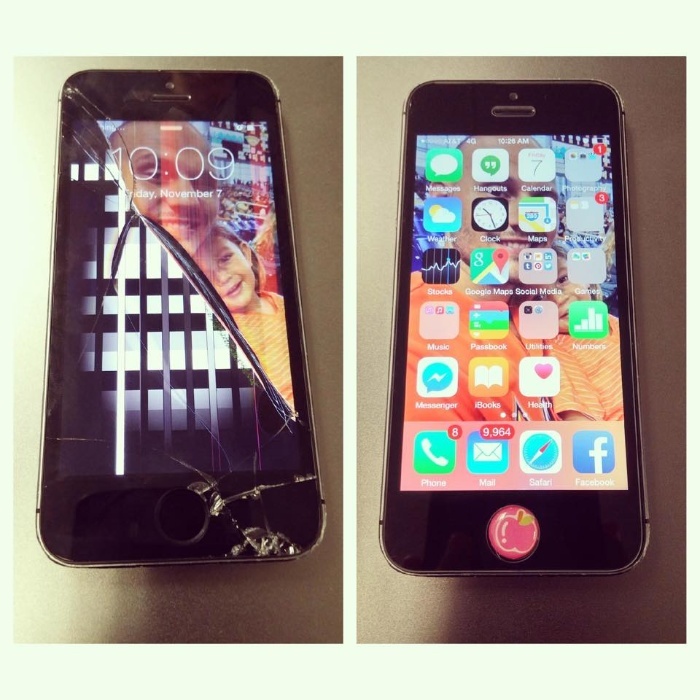 10:09
Friday, November 7
AT&T 4G 10:26 AM
7
1
Messages Hangouts Calendar Photography
3
Weather Clock Maps Productivity
Stocks Google Maps Social Media Games
Music Passbook Utilities Numbers
Messenger iBooks Health
8 9,964
Phone Mail Safari Facebook